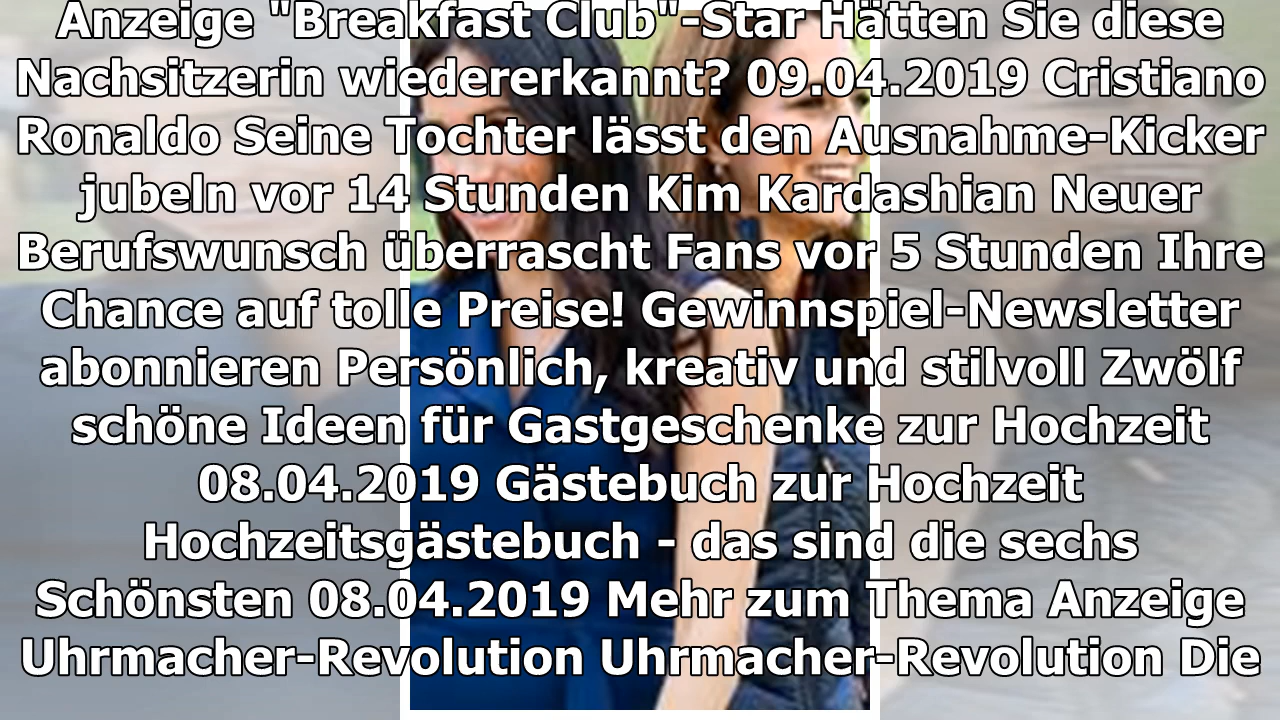 Anzeige "Breakfast Club"-Star Hätten Sie diese
Nachsitzerin wiedererkannt? 09.04.2019 Cristiano
Ronaldo Seine Tochter lässt den Ausnahme-Kicker
jubeln vor 14 Stunden Kim Kardashian Neuer
Berufswunsch überrascht Fans vor 5 Stunden Ihre
Chance auf tolle Preise! Gewinnspiel-Newsletter
abonnieren Persönlich, kreativ und stilvoll Zwölf
schöne Ideen für Gastgeschenke zur Hochzeit
08.04.2019 Gästebuch zur Hochzeit
Hochzeitsgästebuch - das sind die sechs
Schönsten 08.04.2019 Mehr zum Thema Anzeige
Uhrmacher-Revolution Uhrmacher-Revolution Die